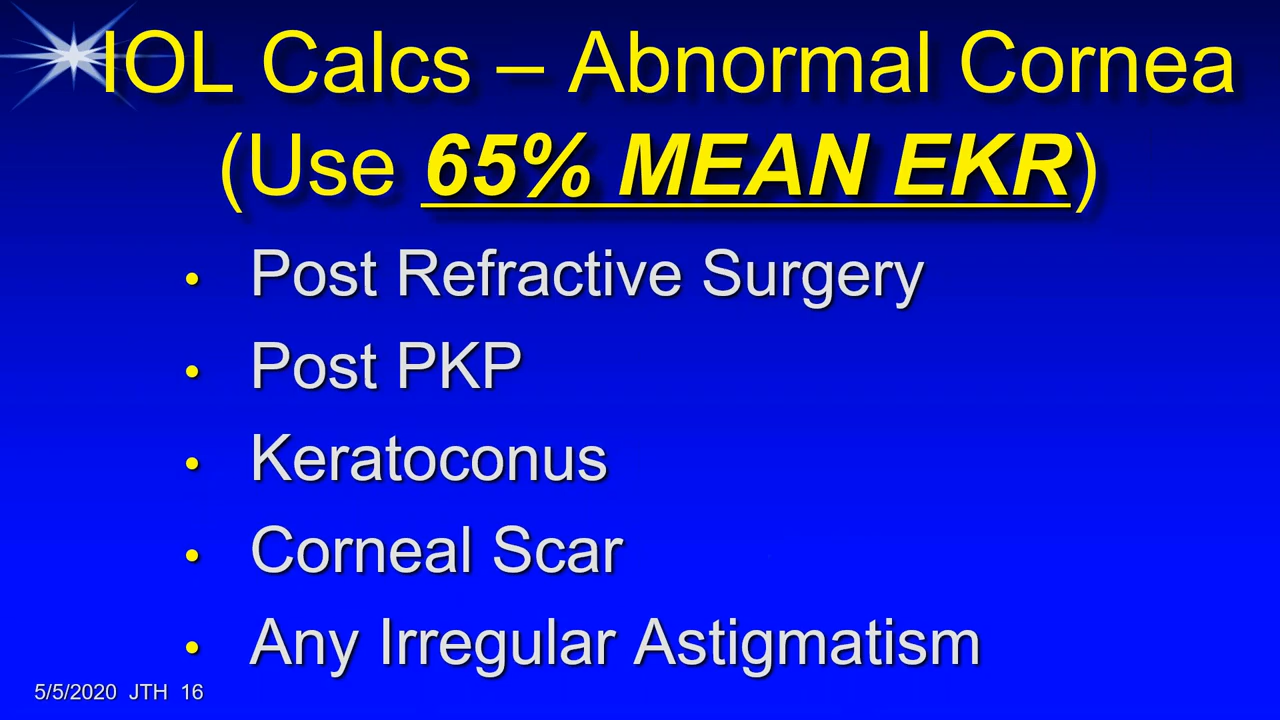 IOL Calcs – Abnormal Cornea
(Use 65% MEAN EKR)
• Post Refractive Surgery
• Post PKP
• Keratoconus
• Corneal Scar
• Any Irregular Astigmatism
5/5/2020 JTH 16